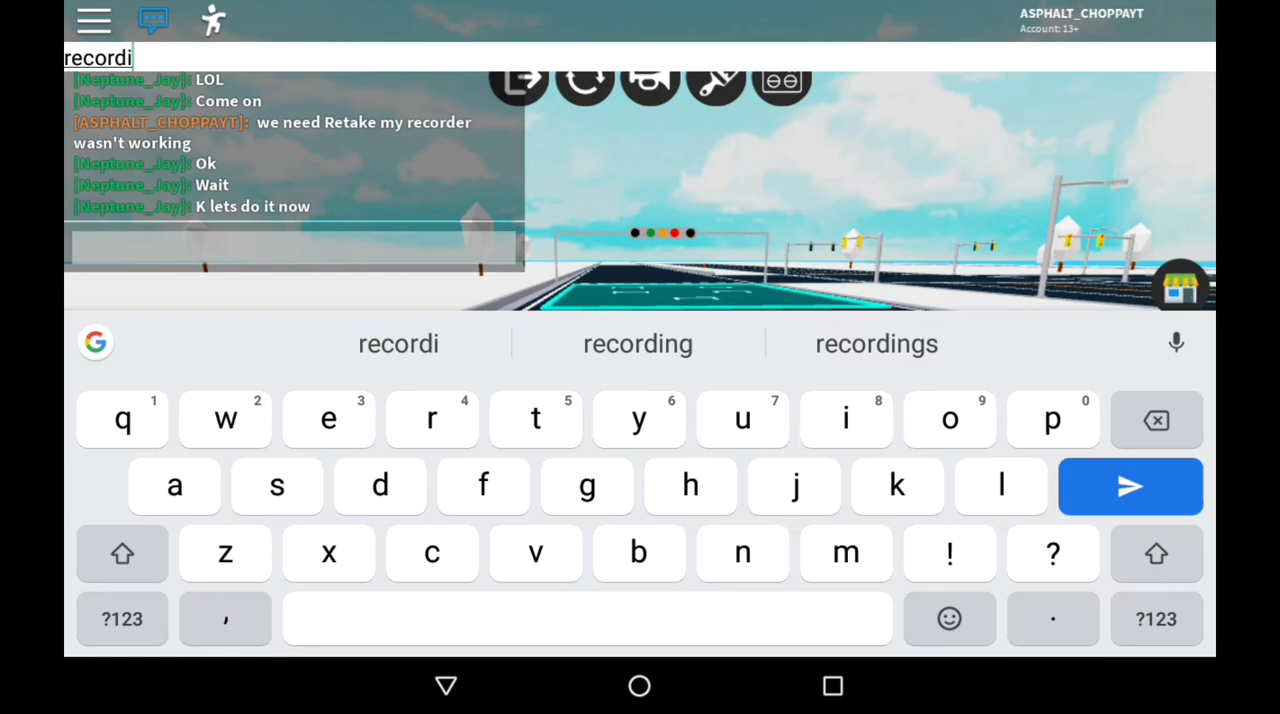 ASPHALT_CHOPPAYT
Account: 13+
recordi
[Neptune_Jay]: LOL
[Neptune_Jay]: Come on
[ASPHALT_CHOPPAYT]: we need Retake my recorder
wasn't working
[Neptune_Jay]: Ok
[Neptune_Jay]: Wait
[Neptune_Jay]: K lets do it now
recordi recording recordings
q 1 w 2 e 3 r 4 t 5 y 6 u 7 i 8 o 9 p 0
a s d f g h j k l
z x c v b n m ! ?
?123 , . ?123